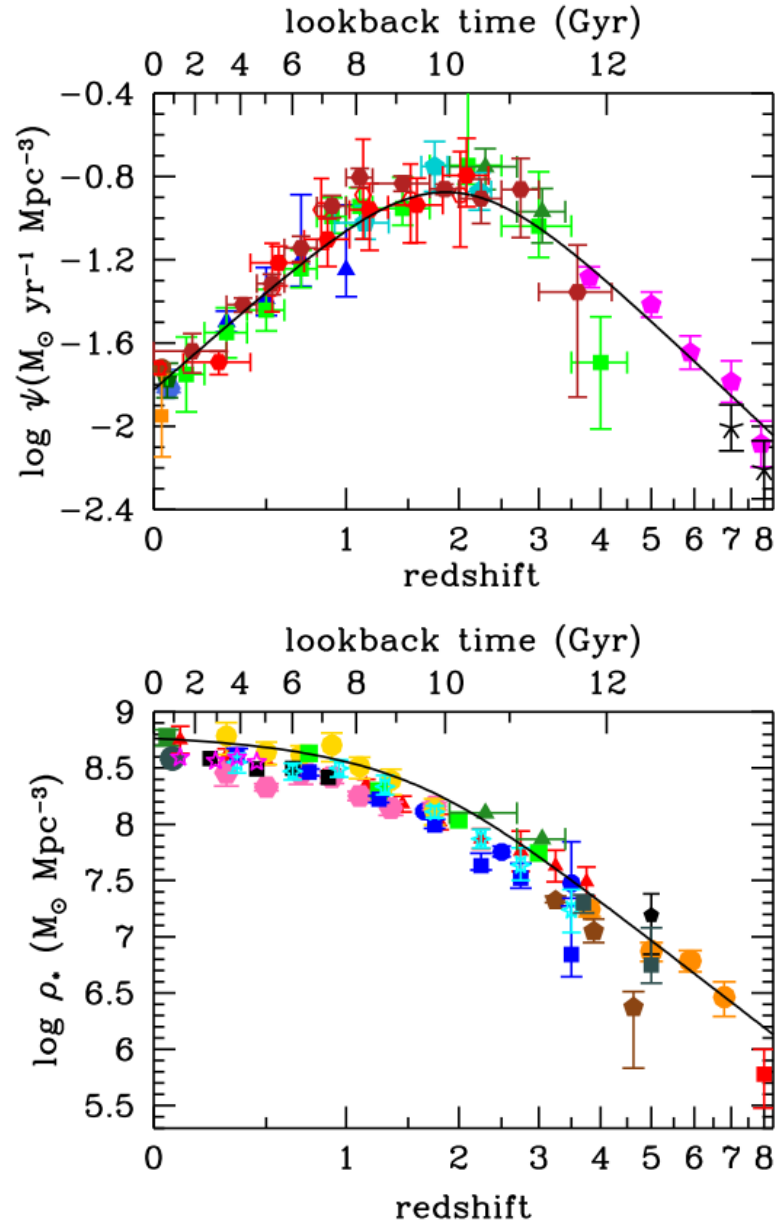 lookback time (Gyr)
0 2 4 6 8 10 12
-0.4
-0.8
-1.2
-1.6
-2
-2.4
log ψ(M⊙ yr⁻¹ Mpc⁻³)
0 1 2 3 4 5 6 7 8
redshift
lookback time (Gyr)
0 2 4 6 8 10 12
9
8.5
8
7.5
7
6.5
6
5.5
log ρ* (M⊙ Mpc⁻³)
0 1 2 3 4 5 6 7 8
redshift